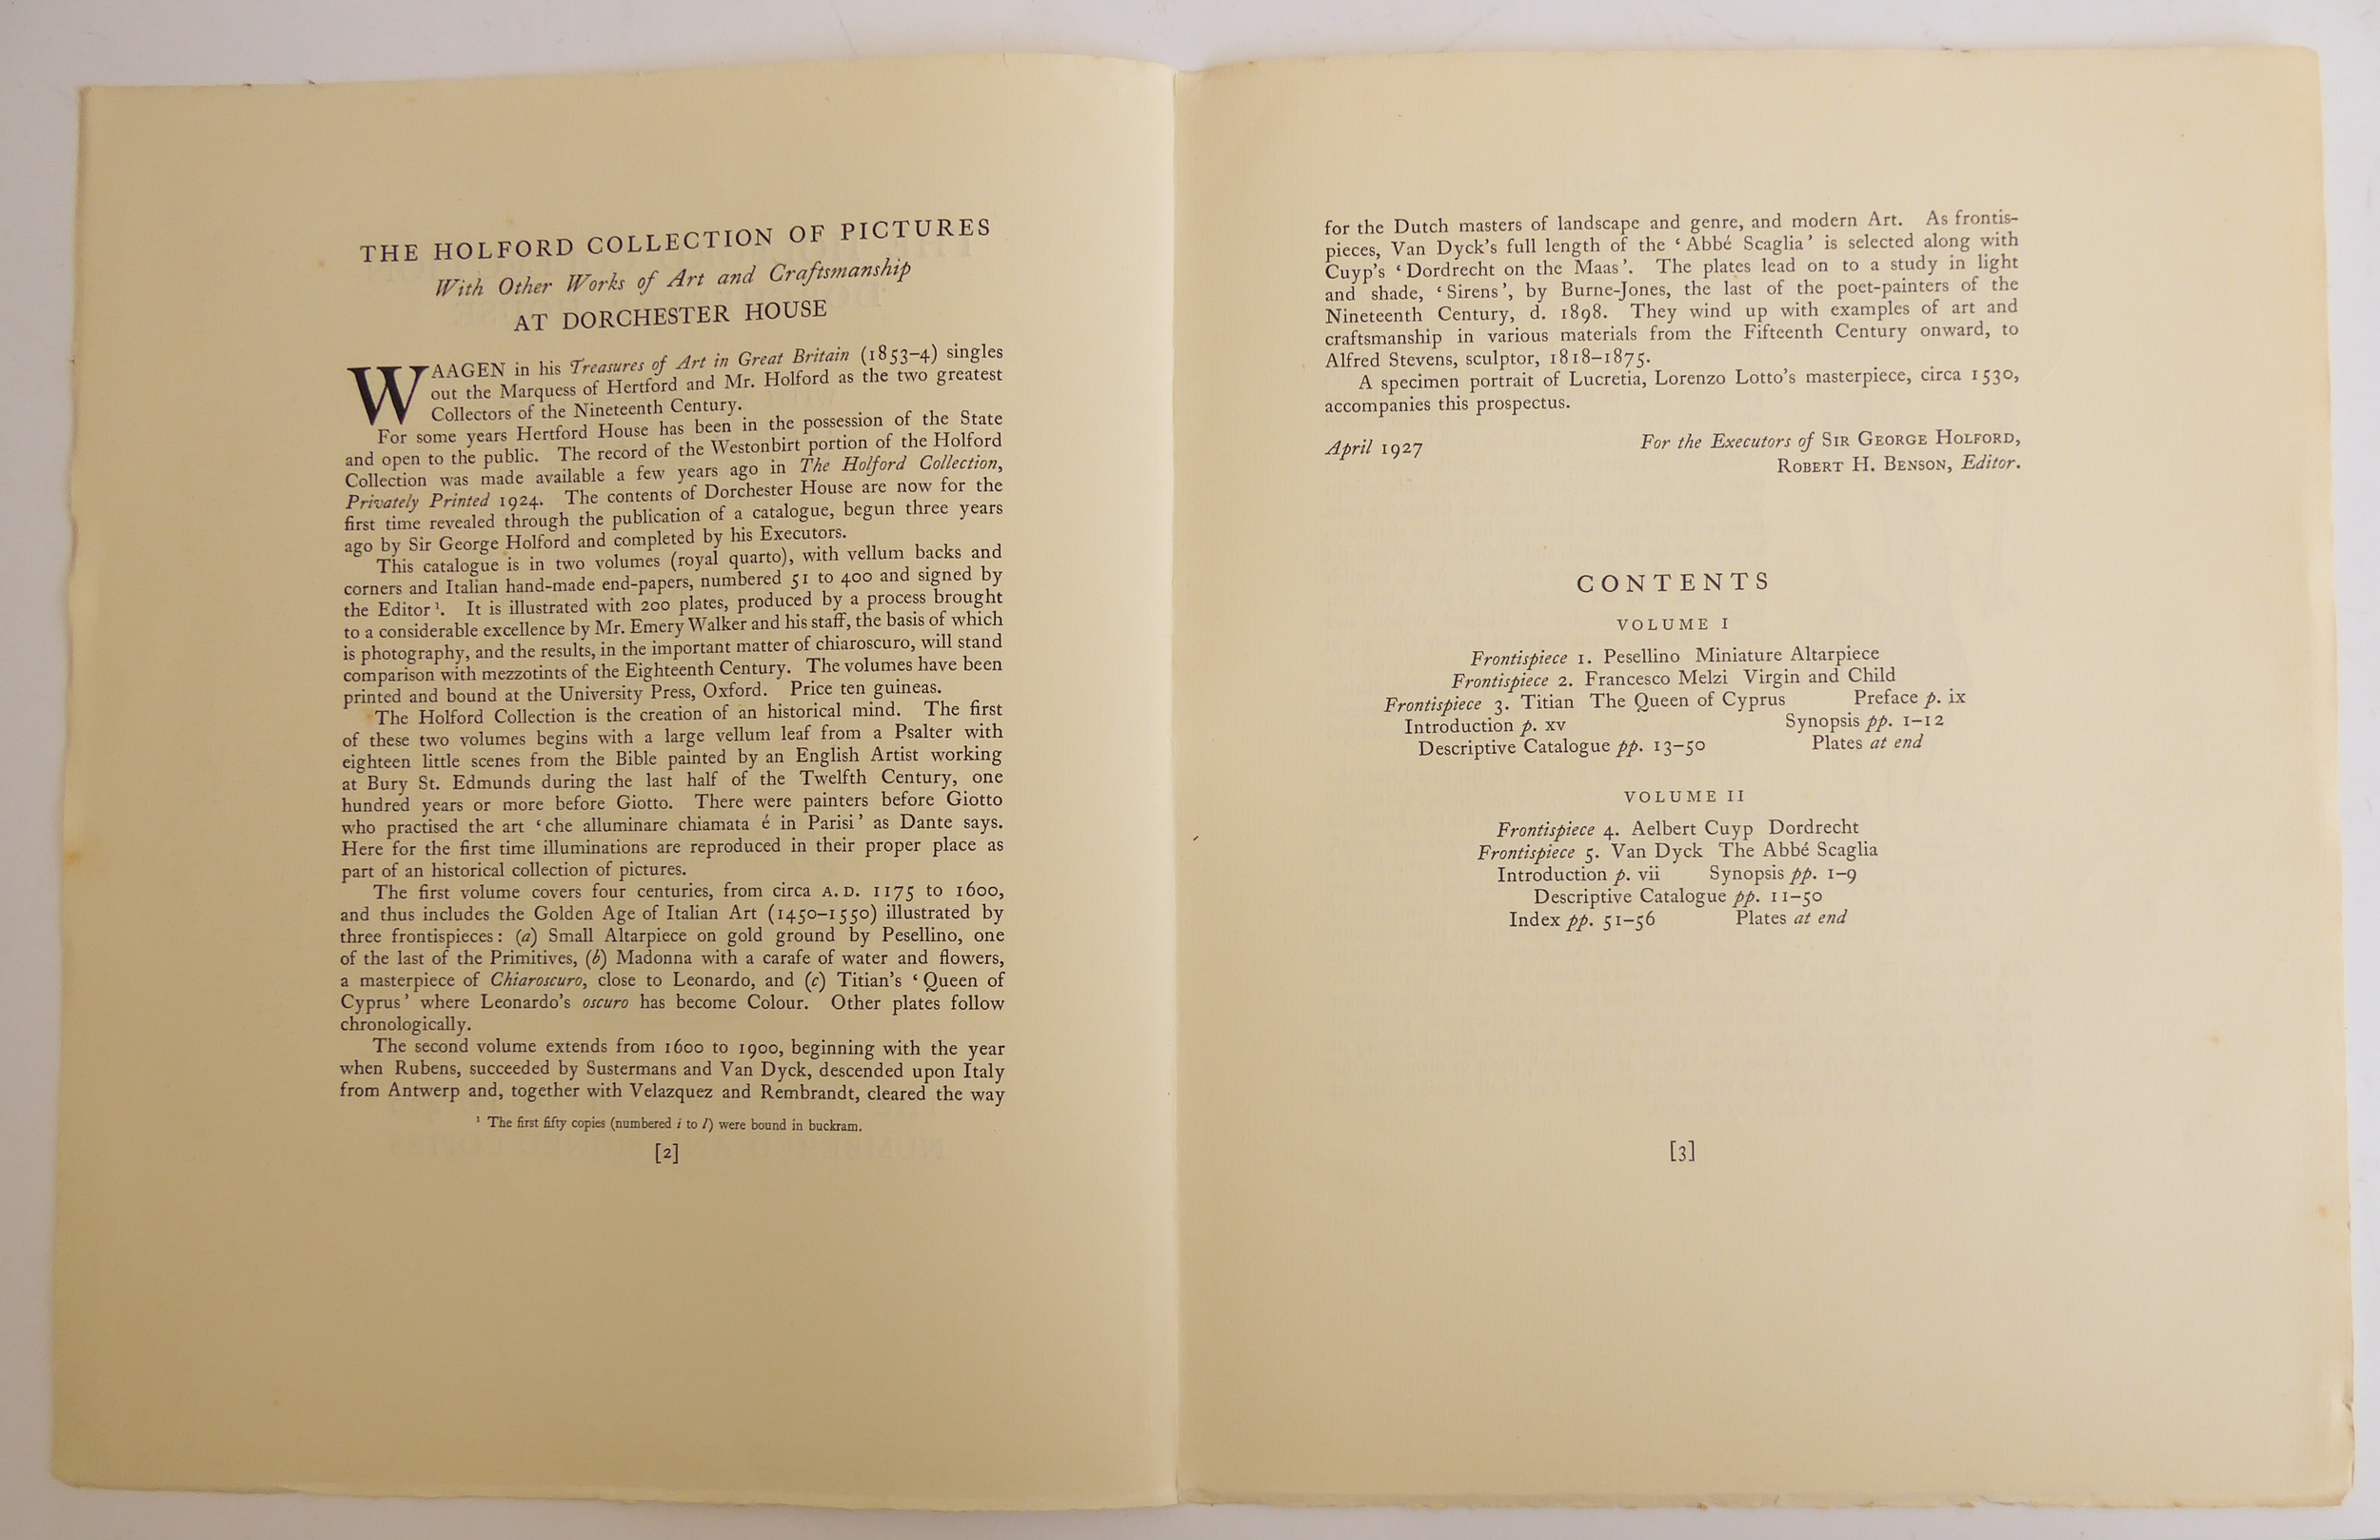 THE HOLFORD COLLECTION OF PICTURES
With Other Works of Art and Craftsmanship
AT DORCHESTER HOUSE
WAAGEN in his Treasures of Art in Great Britain (1853–4) singles
out the Marquess of Hertford and Mr. Holford as the two greatest
Collectors of the Nineteenth Century.
For some years Hertford House has been in the possession of the State
and open to the public. The record of the Westonbirt portion of the Holford
Collection was made available a few years ago in The Holford Collection,
Privately Printed 1924. The contents of Dorchester House are now for the
first time revealed through the publication of a catalogue, begun three years
ago by Sir George Holford and completed by his Executors.
This catalogue is in two volumes (royal quarto), with vellum backs and
corners and Italian hand-made end-papers, numbered 51 to 400 and signed by
the Editor¹. It is illustrated with 200 plates, produced by a process brought
to a considerable excellence by Mr. Emery Walker and his staff, the basis of which
is photography, and the results, in the important matter of chiaroscuro, will stand
comparison with mezzotints of the Eighteenth Century. The volumes have been
printed and bound at the University Press, Oxford. Price ten guineas.
The Holford Collection is the creation of an historical mind. The first
of these two volumes begins with a large vellum leaf from a Psalter with
eighteen little scenes from the Bible painted by an English Artist working
at Bury St. Edmunds during the last half of the Twelfth Century, one
hundred years or more before Giotto. There were painters before Giotto
who practised the art ‘che alluminare chiamata é in Parisi’ as Dante says.
Here for the first time illuminations are reproduced in their proper place as
part of an historical collection of pictures.
The first volume covers four centuries, from circa A.D. 1175 to 1600,
and thus includes the Golden Age of Italian Art (1450–1550) illustrated by
three frontispieces: (a) Small Altarpiece on gold ground by Pesellino, one
of the last of the Primitives, (b) Madonna with a carafe of water and flowers,
a masterpiece of Chiaroscuro, close to Leonardo, and (c) Titian’s ‘Queen of
Cyprus’ where Leonardo’s oscuro has become Colour. Other plates follow
chronologically.
The second volume extends from 1600 to 1900, beginning with the year
when Rubens, succeeded by Sustermans and Van Dyck, descended upon Italy
from Antwerp and, together with Velazquez and Rembrandt, cleared the way
¹ The first fifty copies (numbered i to l) were bound in buckram.
[2]
for the Dutch masters of landscape and genre, and modern Art. As frontis-
pieces, Van Dyck’s full length of the ‘Abbé Scaglia’ is selected along with
Cuyp’s ‘Dordrecht on the Maas’. The plates lead on to a study in light
and shade, ‘Sirens’, by Burne-Jones, the last of the poet-painters of the
Nineteenth Century, d. 1898. They wind up with examples of art and
craftsmanship in various materials from the Fifteenth Century onward, to
Alfred Stevens, sculptor, 1818–1875.
A specimen portrait of Lucretia, Lorenzo Lotto’s masterpiece, circa 1530,
accompanies this prospectus.
April 1927 For the Executors of SIR GEORGE HOLFORD,
ROBERT H. BENSON, Editor.
CONTENTS
VOLUME I
Frontispiece 1. Pesellino Miniature Altarpiece
Frontispiece 2. Francesco Melzi Virgin and Child
Frontispiece 3. Titian The Queen of Cyprus Preface p. ix
Introduction p. xv Synopsis pp. 1–12
Descriptive Catalogue pp. 13–50 Plates at end
VOLUME II
Frontispiece 4. Aelbert Cuyp Dordrecht
Frontispiece 5. Van Dyck The Abbé Scaglia
Introduction p. vii Synopsis pp. 1–9
Descriptive Catalogue pp. 11–50
Index pp. 51–56 Plates at end
[3]